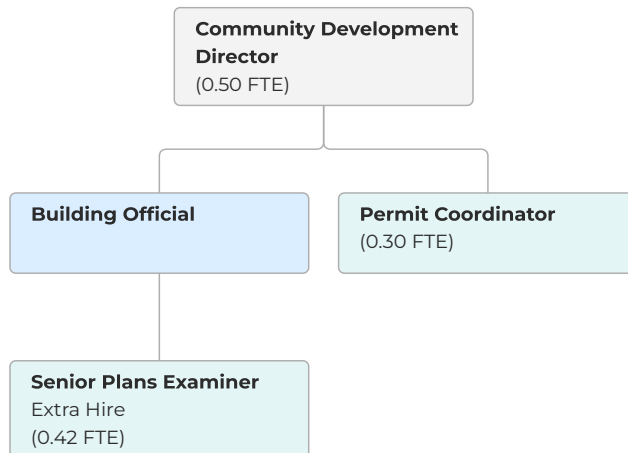 Community Development
Director
(0.50 FTE)
Building Official
Permit Coordinator
(0.30 FTE)
Senior Plans Examiner
Extra Hire
(0.42 FTE)